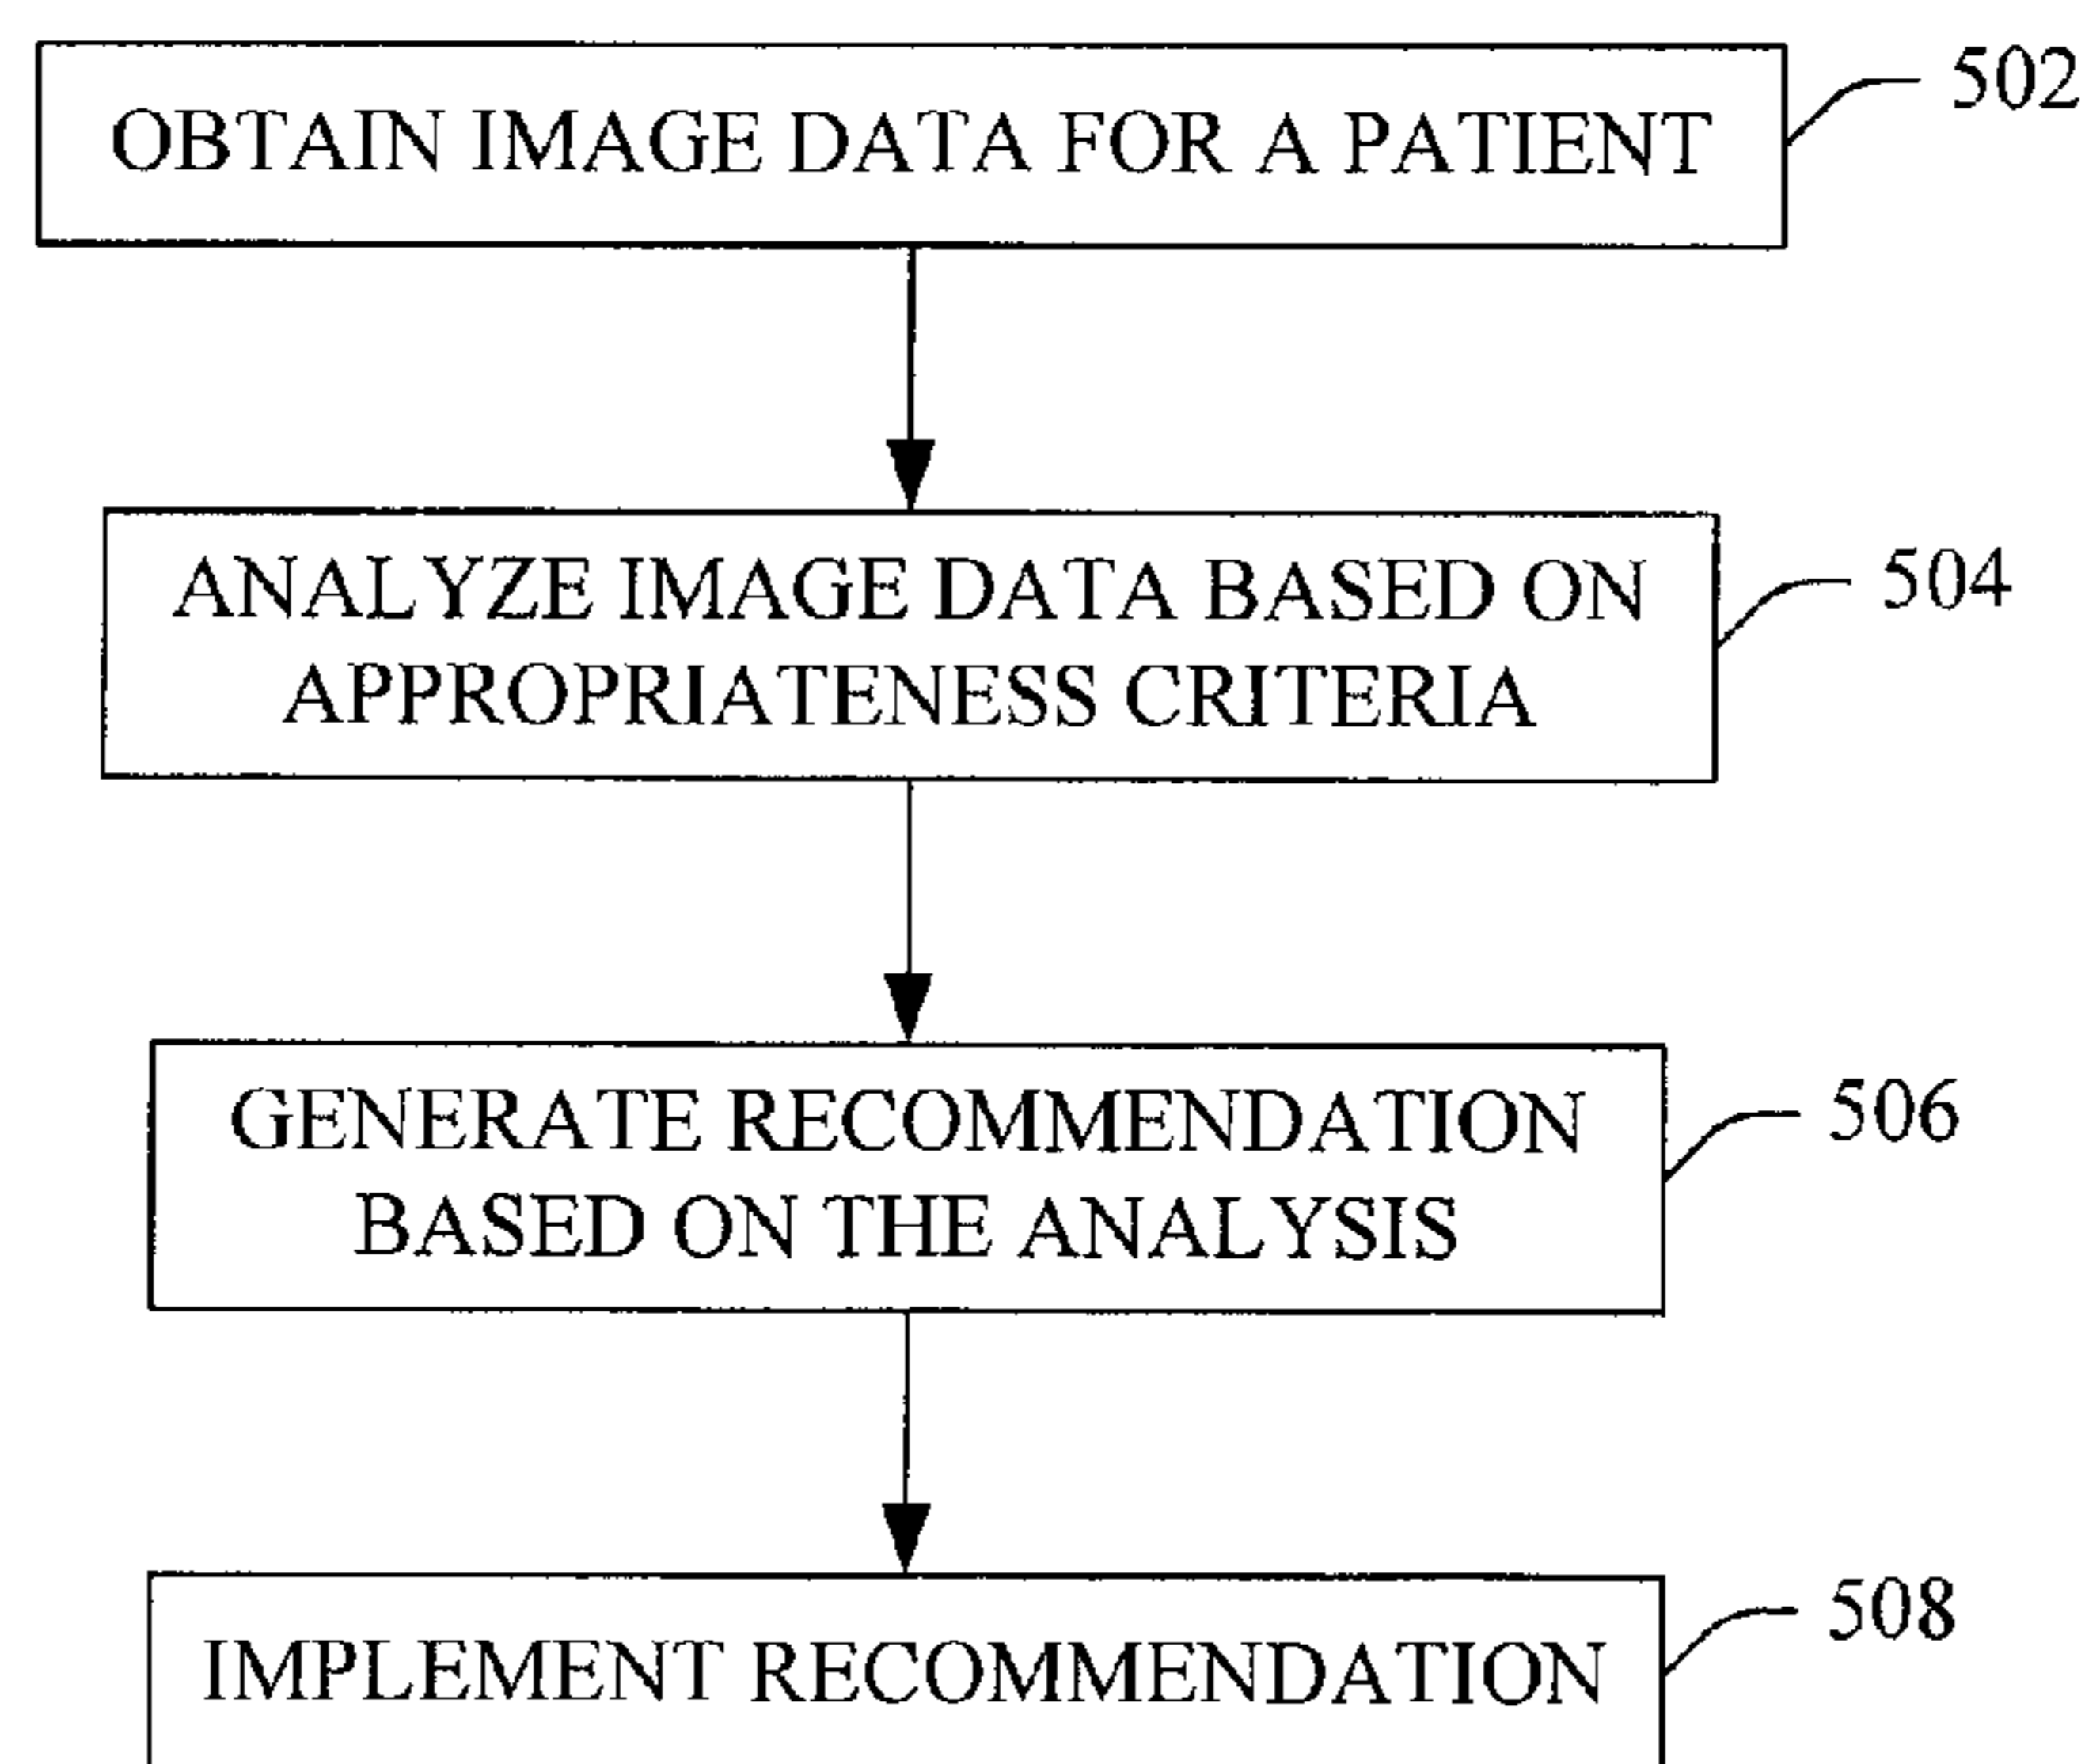 OBTAIN IMAGE DATA FOR A PATIENT
502
ANALYZE IMAGE DATA BASED ON
APPROPRIATENESS CRITERIA
504
GENERATE RECOMMENDATION
BASED ON THE ANALYSIS
506
IMPLEMENT RECOMMENDATION
508